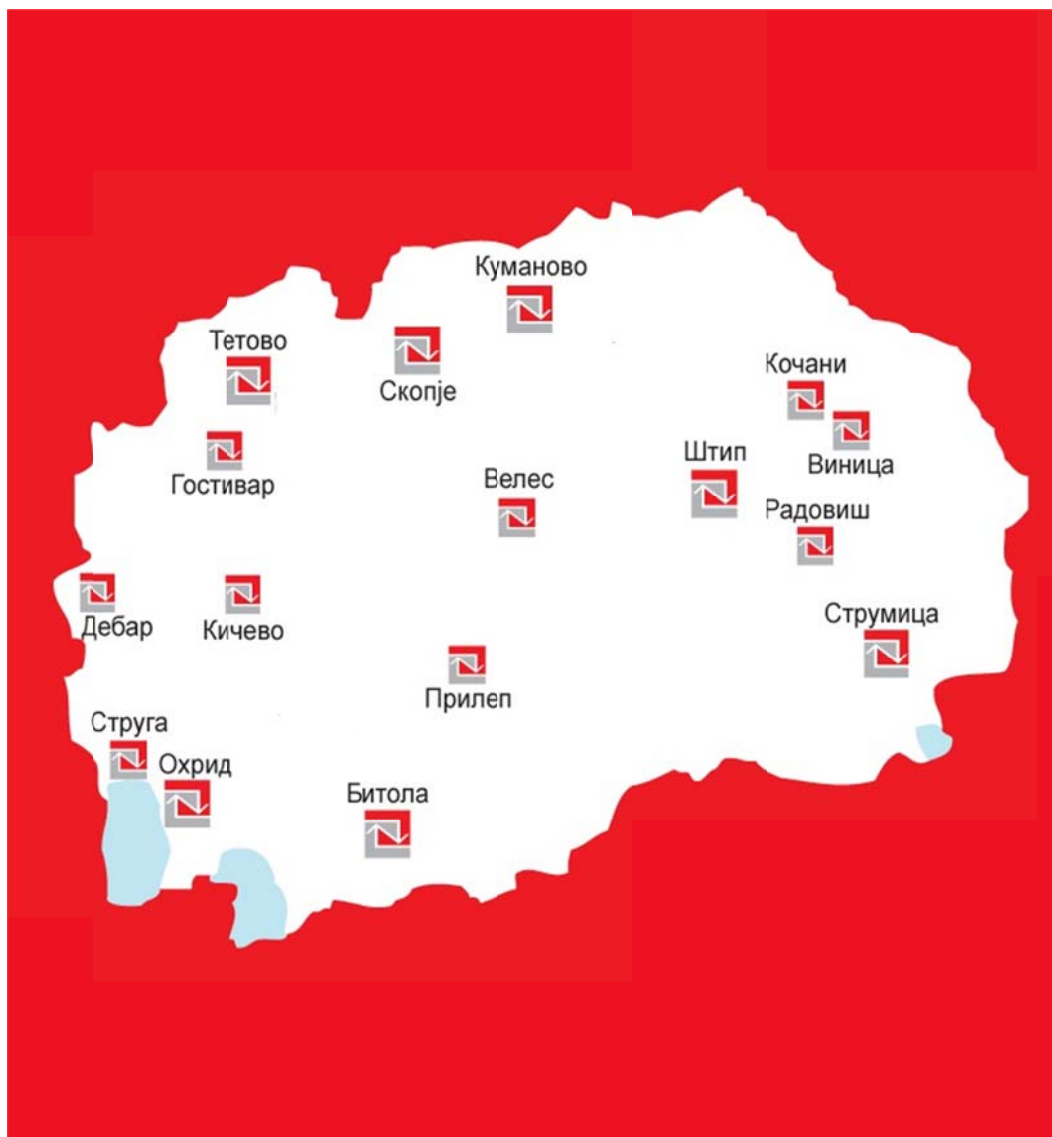 Куманово
Тетово
Скопје
Кочани
Гостивар
Велес
Штип
Виница
Радовиш
Дебар
Кичево
Струмица
Прилеп
Струга
Охрид
Битола